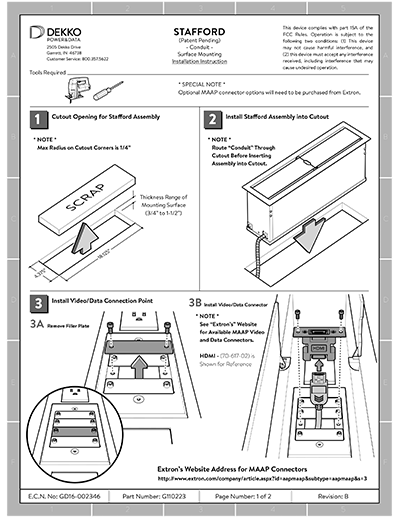 DEKKO
POWER&DATA
2505 Dekko Drive
Garrett, IN 46738
Customer Service: 800.357.5622
STAFFORD
(Patent Pending)
- Conduit -
Surface Mounting
Installation Instruction
This device complies with part 15A of the
FCC Rules. Operation is subject to the
following two conditions: (1) This device
may not cause harmful interference, and
(2) this device must accept any interference
received, including interference that may
cause undesired operation.
Tools Required
* SPECIAL NOTE *
Optional MAAP connector options will need to be purchased from Extron.
1 Cutout Opening for Stafford Assembly
* NOTE *
Max Radius on Cutout Corners is 1/4"
SCRAP
Thickness Range of
Mounting Surface
(3/4" to 1-1/2")
4.375"
18.125"
2 Install Stafford Assembly into Cutout
* NOTE *
Route "Conduit" Through
Cutout Before Inserting
Assembly into Cutout.
3 Install Video/Data Connection Point
3A Remove Filler Plate
3B Install Video/Data Connector
* NOTE *
See "Extron's" Website
for Available MAAP Video
and Data Connectors.
HDMI - (70-617-02) is
Shown for Reference
HDMI
Extron's Website Address for MAAP Connectors
http://www.extron.com/company/article.aspx?id=aapmaap&subtype=aapmaap&s=3
E.C.N. No: GD16-002346
Part Number: G110223
Page Number: 1 of 2
Revision: B